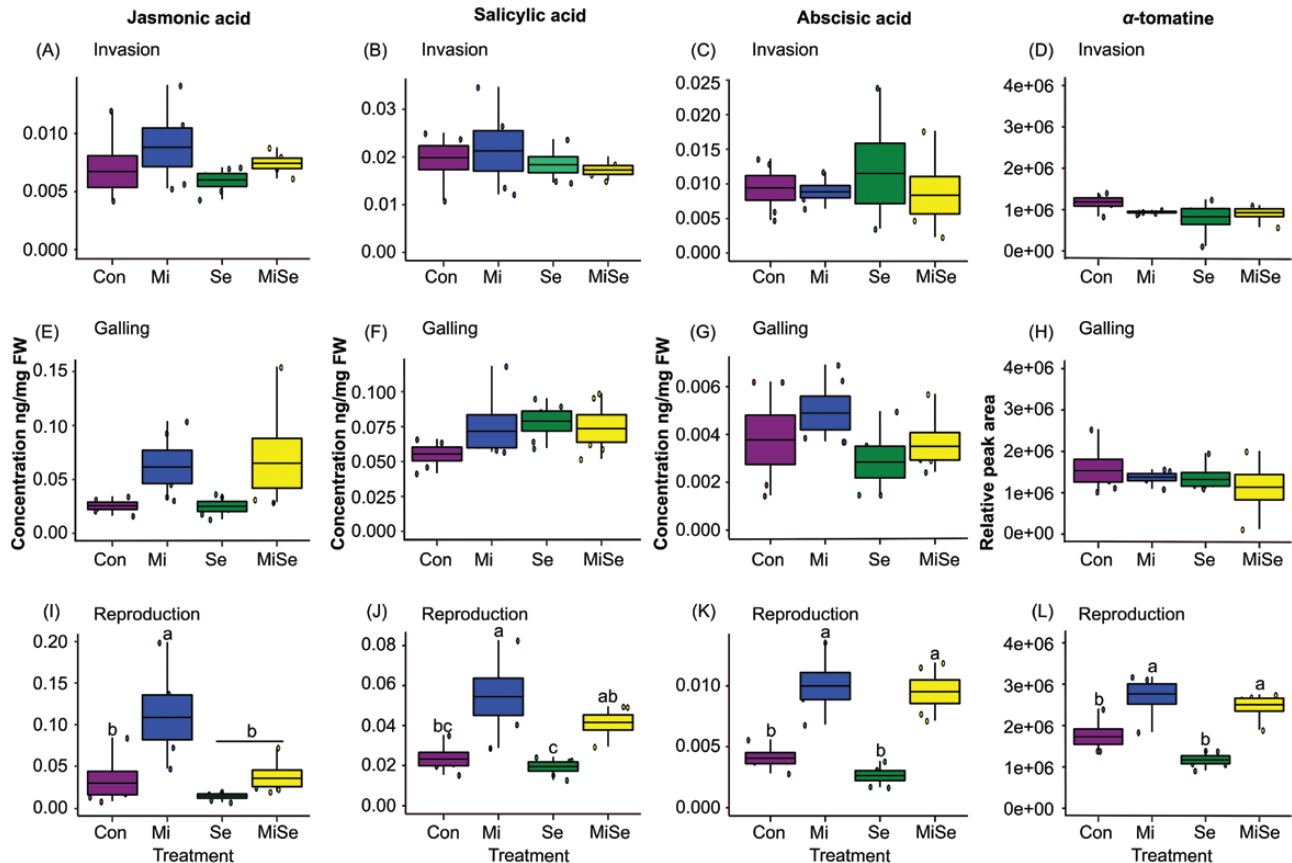 Jasmonic acid
Salicylic acid
Abscisic acid
α-tomatine
(A) Invasion
0.010
0.005
0.000
Con Mi Se MiSe
(B) Invasion
0.03
0.02
0.01
0.00
Con Mi Se MiSe
(C) Invasion
0.025
0.020
0.015
0.010
0.005
0.000
Con Mi Se MiSe
(D) Invasion
4e+06
3e+06
2e+06
1e+06
0e+00
Con Mi Se MiSe
(E) Galling
Concentration ng/mg FW
0.15
0.10
0.05
0.00
Con Mi Se MiSe
(F) Galling
Concentration ng/mg FW
0.100
0.075
0.050
0.025
0.000
Con Mi Se MiSe
(G) Galling
Concentration ng/mg FW
0.006
0.004
0.002
0.000
Con Mi Se MiSe
(H) Galling
Relative peak area
4e+06
3e+06
2e+06
1e+06
0e+00
Con Mi Se MiSe
(I) Reproduction
0.20
0.15
0.10
0.05
0.00
b a b
Con Mi Se MiSe
Treatment
(J) Reproduction
0.08
0.06
0.04
0.02
0.00
bc a c ab
Con Mi Se MiSe
Treatment
(K) Reproduction
0.010
0.005
0.000
b a b a
Con Mi Se MiSe
Treatment
(L) Reproduction
4e+06
3e+06
2e+06
1e+06
0e+00
b a b a
Con Mi Se MiSe
Treatment